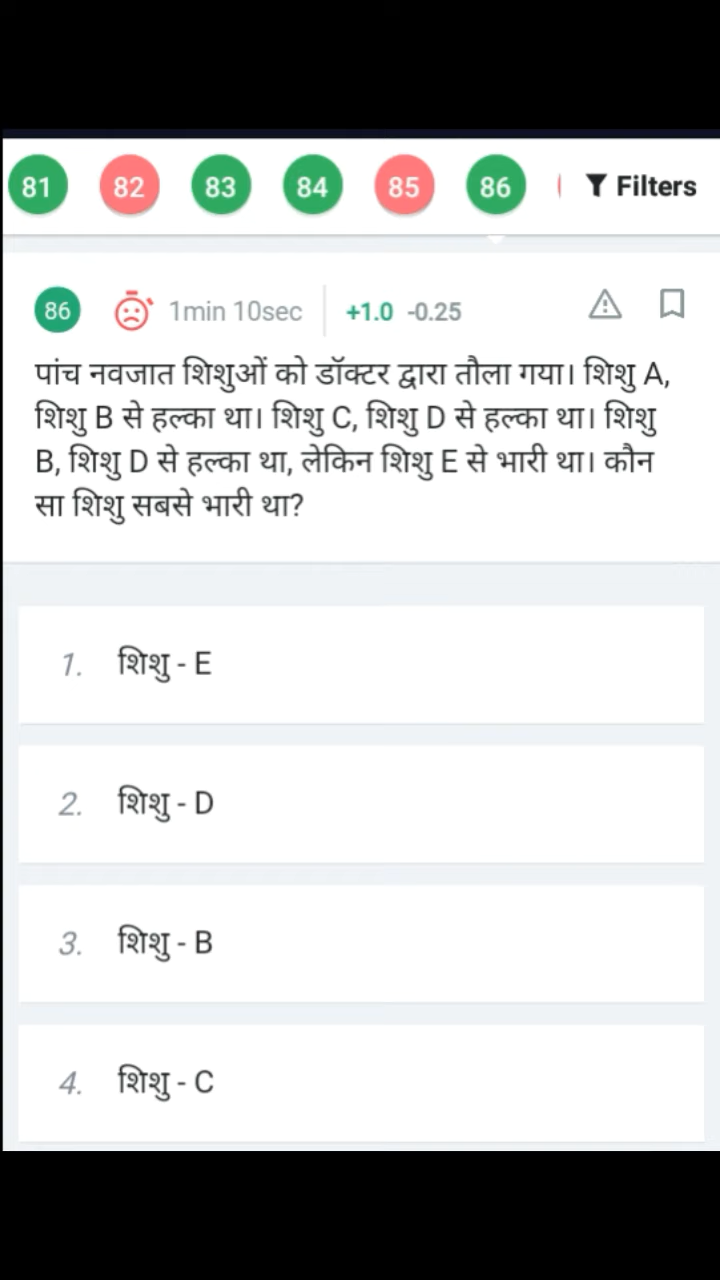 81 82 83 84 85 86 Filters
86 1min 10sec +1.0 -0.25
पांच नवजात शिशुओं को डॉक्टर द्वारा तौला गया। शिशु A,
शिशु B से हल्का था। शिशु C, शिशु D से हल्का था। शिशु
B, शिशु D से हल्का था, लेकिन शिशु E से भारी था। कौन
सा शिशु सबसे भारी था?
1. शिशु - E
2. शिशु - D
3. शिशु - B
4. शिशु - C